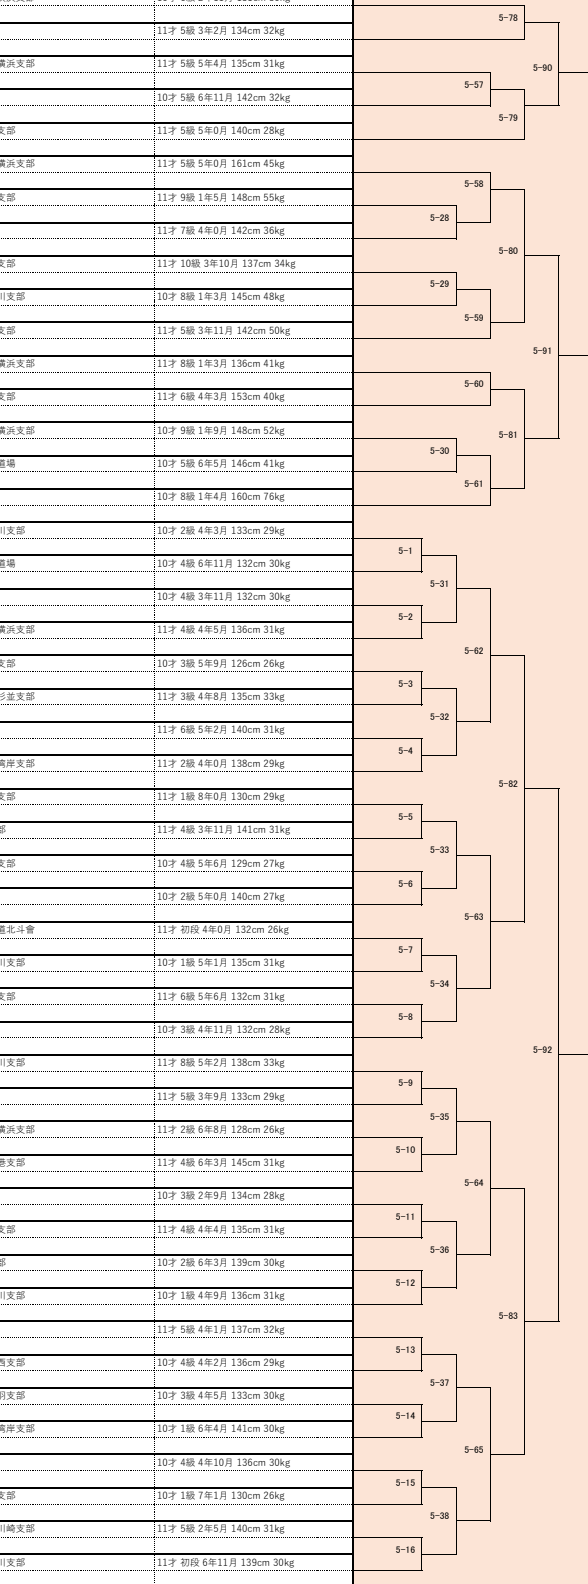 5-78
11才 5級 3年2月 134cm 32kg
横浜支部 11才 5級 5年4月 135cm 31kg
5-90
5-57
10才 5級 6年11月 142cm 32kg
5-79
支部 11才 5級 5年0月 140cm 28kg
横浜支部 11才 5級 5年0月 161cm 45kg
5-58
支部 11才 9級 1年5月 148cm 55kg
5-28
11才 7級 4年0月 142cm 36kg
5-80
支部 11才 10級 3年10月 137cm 34kg
5-29
川支部 10才 8級 1年3月 145cm 48kg
5-59
支部 11才 5級 3年11月 142cm 50kg
5-91
横浜支部 11才 8級 1年3月 136cm 41kg
5-60
支部 11才 6級 4年3月 153cm 40kg
横浜支部 10才 9級 1年9月 148cm 52kg
5-81
5-30
道場 10才 5級 6年5月 146cm 41kg
5-61
10才 8級 1年4月 160cm 76kg
川支部 10才 2級 4年3月 133cm 29kg
5-1
道場 10才 4級 6年11月 132cm 30kg
5-31
10才 4級 3年11月 132cm 30kg
5-2
横浜支部 11才 4級 4年5月 136cm 31kg
5-62
支部 10才 3級 5年9月 126cm 26kg
5-3
杉並支部 11才 3級 4年8月 135cm 33kg
5-32
11才 6級 5年2月 140cm 31kg
5-4
湾岸支部 11才 2級 4年0月 138cm 29kg
5-82
支部 11才 1級 8年0月 130cm 29kg
5-5
部 11才 4級 3年11月 141cm 31kg
5-33
支部 10才 4級 5年6月 129cm 27kg
5-6
10才 2級 5年0月 140cm 27kg
5-63
道北斗會 11才 初段 4年0月 132cm 26kg
5-7
川支部 10才 1級 5年1月 135cm 31kg
5-34
支部 11才 6級 5年6月 132cm 31kg
5-8
10才 3級 4年11月 132cm 28kg
5-92
川支部 11才 8級 5年2月 138cm 33kg
5-9
11才 5級 3年9月 133cm 29kg
5-35
横浜支部 11才 2級 6年8月 128cm 26kg
5-10
港支部 11才 4級 6年3月 145cm 31kg
5-64
10才 3級 2年9月 134cm 28kg
5-11
支部 11才 4級 4年4月 135cm 31kg
5-36
部 10才 2級 6年3月 139cm 30kg
5-12
川支部 10才 1級 4年9月 136cm 31kg
5-83
11才 5級 4年1月 137cm 32kg
5-13
西支部 10才 4級 4年2月 136cm 29kg
5-37
羽支部 10才 3級 4年5月 133cm 30kg
5-14
湾岸支部 10才 1級 6年4月 141cm 30kg
5-65
10才 4級 4年10月 136cm 30kg
5-15
支部 10才 1級 7年1月 130cm 26kg
5-38
川崎支部 11才 5級 2年5月 140cm 31kg
5-16
川支部 11才 初段 6年11月 139cm 30kg